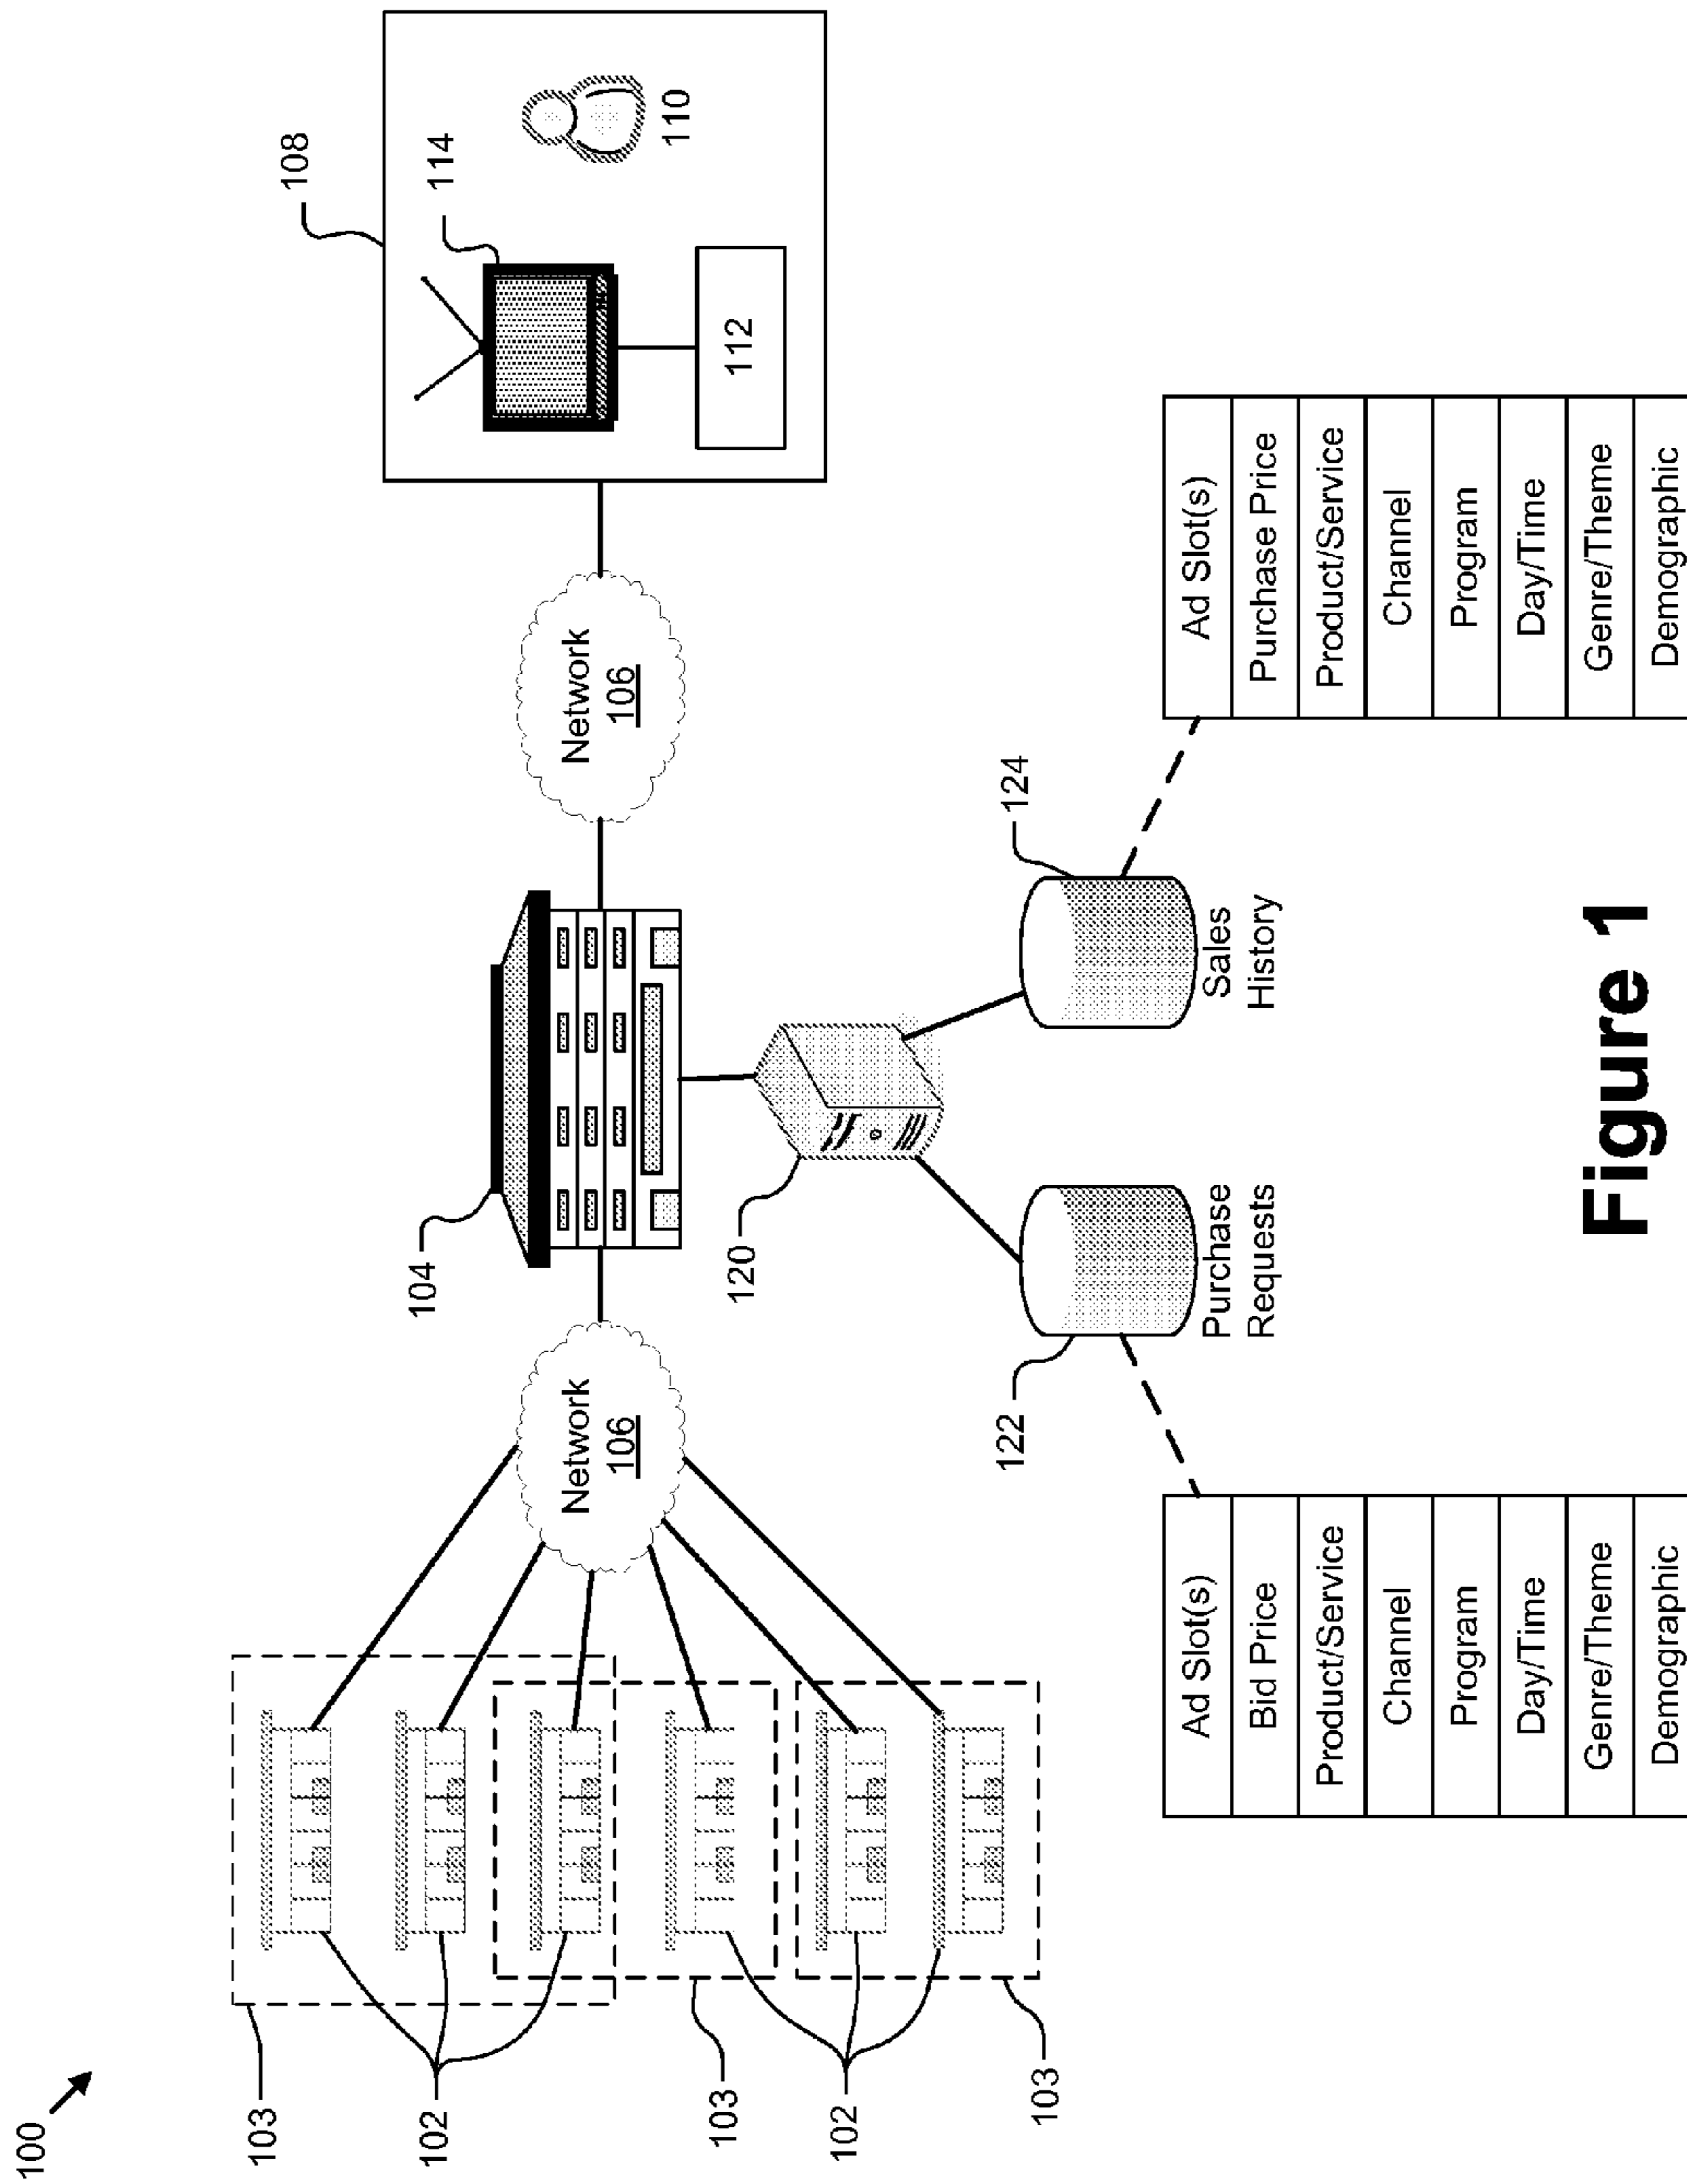 100
103
102
103
102
103
Network
106
104
Network
106
108
114
110
112
120
122
124
Purchase
Requests
Sales
History
Ad Slot(s)
Bid Price
Product/Service
Channel
Program
Day/Time
Genre/Theme
Demographic
Ad Slot(s)
Purchase Price
Product/Service
Channel
Program
Day/Time
Genre/Theme
Demographic
Figure 1